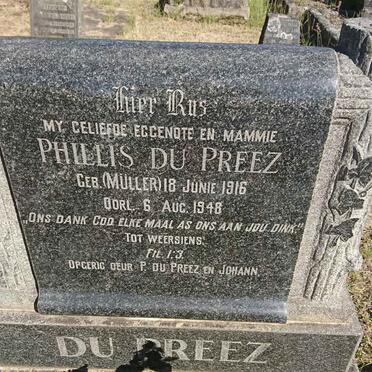 Hier Rus
MY GELIEFDE EGGENOTE EN MAMMIE
PHILLIS DU PREEZ
GEB. (MULLER) 18 JUNIE 1916
OORL. 6 AUG. 1948
„ONS DANK GOD ELKE MAAL AS ONS AAN JOU DINK"
TOT WEERSIENS.
FIL. 1:3.
OPGERIG DEUR P. DU PREEZ EN JOHANN
DU PREEZ